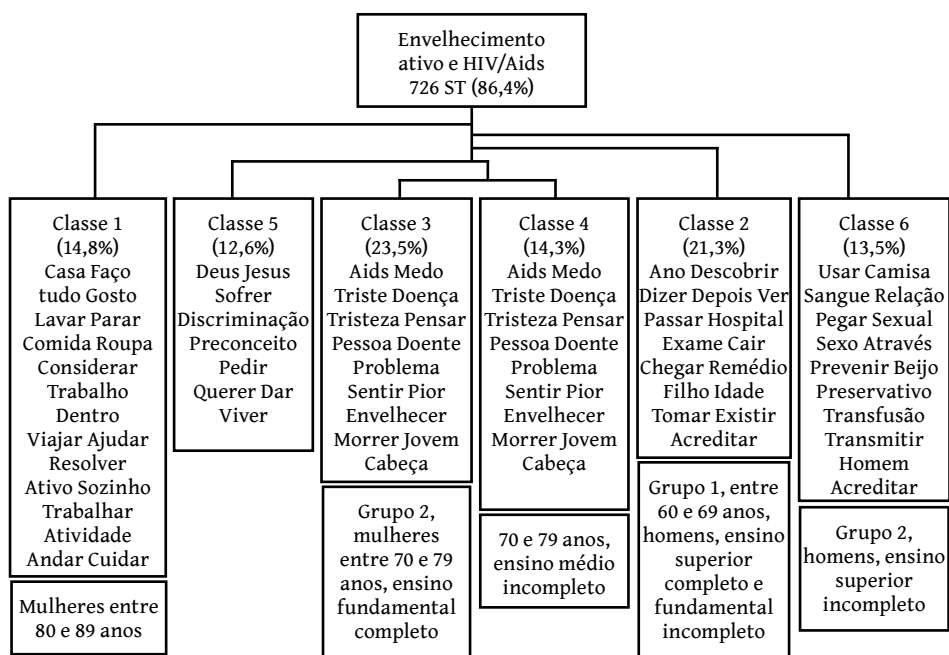 Envelhecimento
ativo e HIV/Aids
726 ST (86,4%)
Classe 1
(14,8%)
Casa Faço
tudo Gosto
Lavar Parar
Comida Roupa
Considerar
Trabalho
Dentro
Viajar Ajudar
Resolver
Ativo Sozinho
Trabalhar
Atividade
Andar Cuidar
Mulheres entre
80 e 89 anos
Classe 5
(12,6%)
Deus Jesus
Sofrer
Discriminação
Preconceito
Pedir
Querer Dar
Viver
Classe 3
(23,5%)
Aids Medo
Triste Doença
Tristeza Pensar
Pessoa Doente
Problema
Sentir Pior
Envelhecer
Morrer Jovem
Cabeça
Grupo 2,
mulheres
entre 70 e 79
anos, ensino
fundamental
completo
Classe 4
(14,3%)
Aids Medo
Triste Doença
Tristeza Pensar
Pessoa Doente
Problema
Sentir Pior
Envelhecer
Morrer Jovem
Cabeça
70 e 79 anos,
ensino médio
incompleto
Classe 2
(21,3%)
Ano Descobrir
Dizer Depois Ver
Passar Hospital
Exame Cair
Chegar Remédio
Filho Idade
Tomar Existir
Acreditar
Grupo 1, entre
60 e 69 anos,
homens, ensino
superior
completo e
fundamental
incompleto
Classe 6
(13,5%)
Usar Camisa
Sangue Relação
Pegar Sexual
Sexo Através
Prevenir Beijo
Preservativo
Transfusão
Transmitir
Homem
Acreditar
Grupo 2,
homens, ensino
superior
incompleto